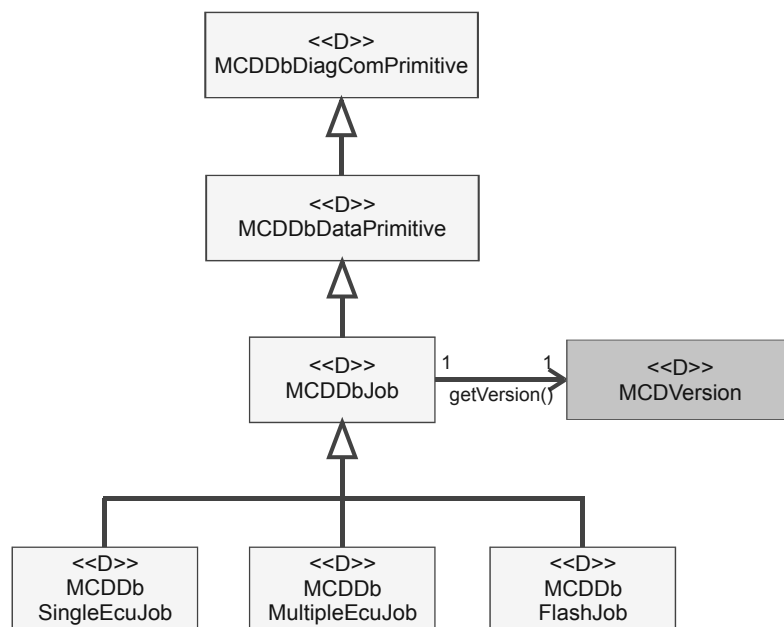 <<D>>
MCDDbDiagComPrimitive
<<D>>
MCDDbDataPrimitive
<<D>>
MCDDbJob
1
1
getVersion()
<<D>>
MCDVersion
<<D>>
MCDDb
SingleEcuJob
<<D>>
MCDDb
MultipleEcuJob
<<D>>
MCDDb
FlashJob